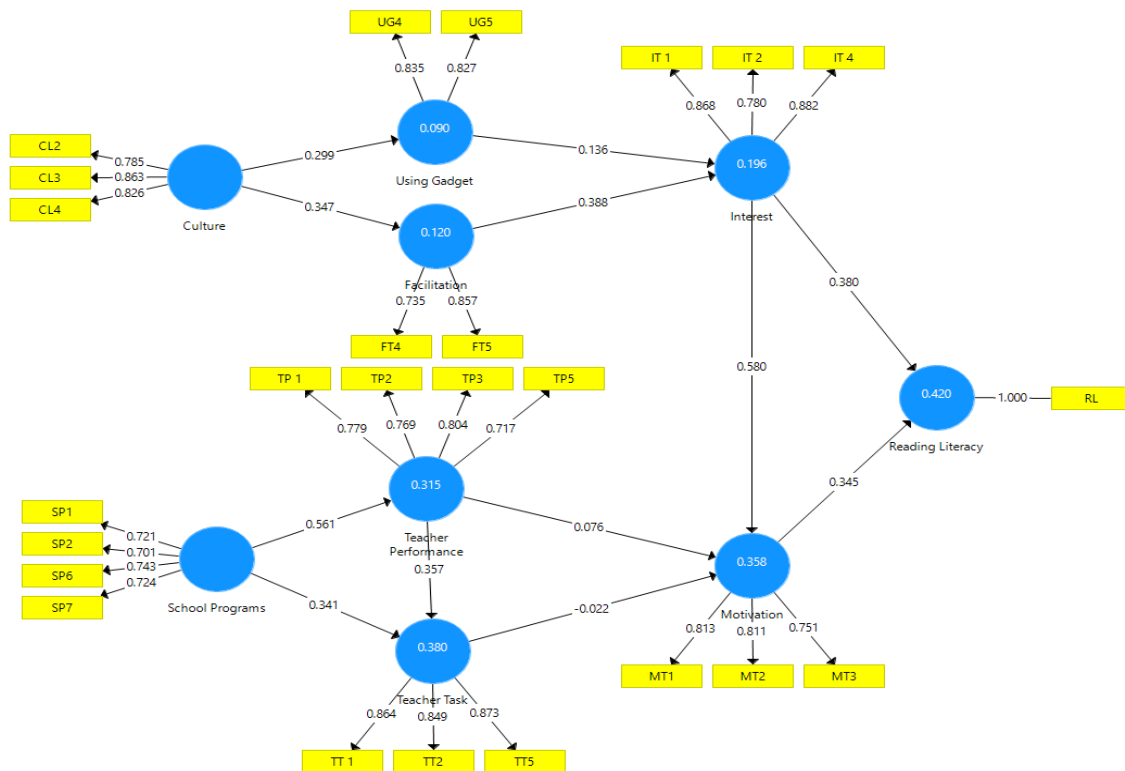 UG4
UG5
0.835
0.827
IT 1
IT 2
IT 4
0.868
0.780
0.882
CL2
CL3
CL4
0.785
0.863
0.826
Culture
0.299
0.347
0.090
Using Gadget
0.136
0.120
Facilitation
0.388
0.735
0.857
FT4
FT5
0.196
Interest
0.380
0.580
0.420
Reading Literacy
1.000
RL
TP 1
TP2
TP3
TP5
0.779
0.769
0.804
0.717
0.315
Teacher
Performance
0.357
0.076
SP1
SP2
SP6
SP7
0.721
0.701
0.743
0.724
School Programs
0.561
0.341
0.380
Teacher Task
-0.022
0.345
0.358
Motivation
0.813
0.811
0.751
MT1
MT2
MT3
0.864
0.849
0.873
TT 1
TT2
TT5